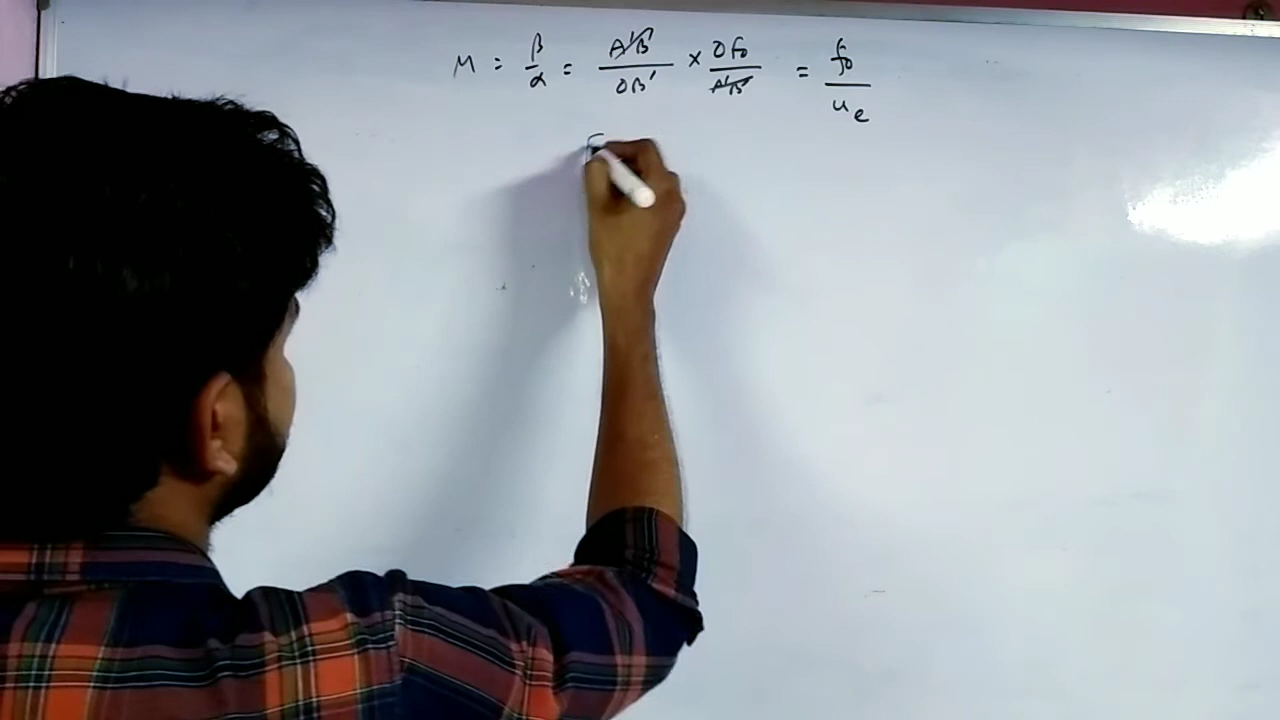 M = β/α = A'B'/OB' × Of₀/A'B' = f₀/uₑ